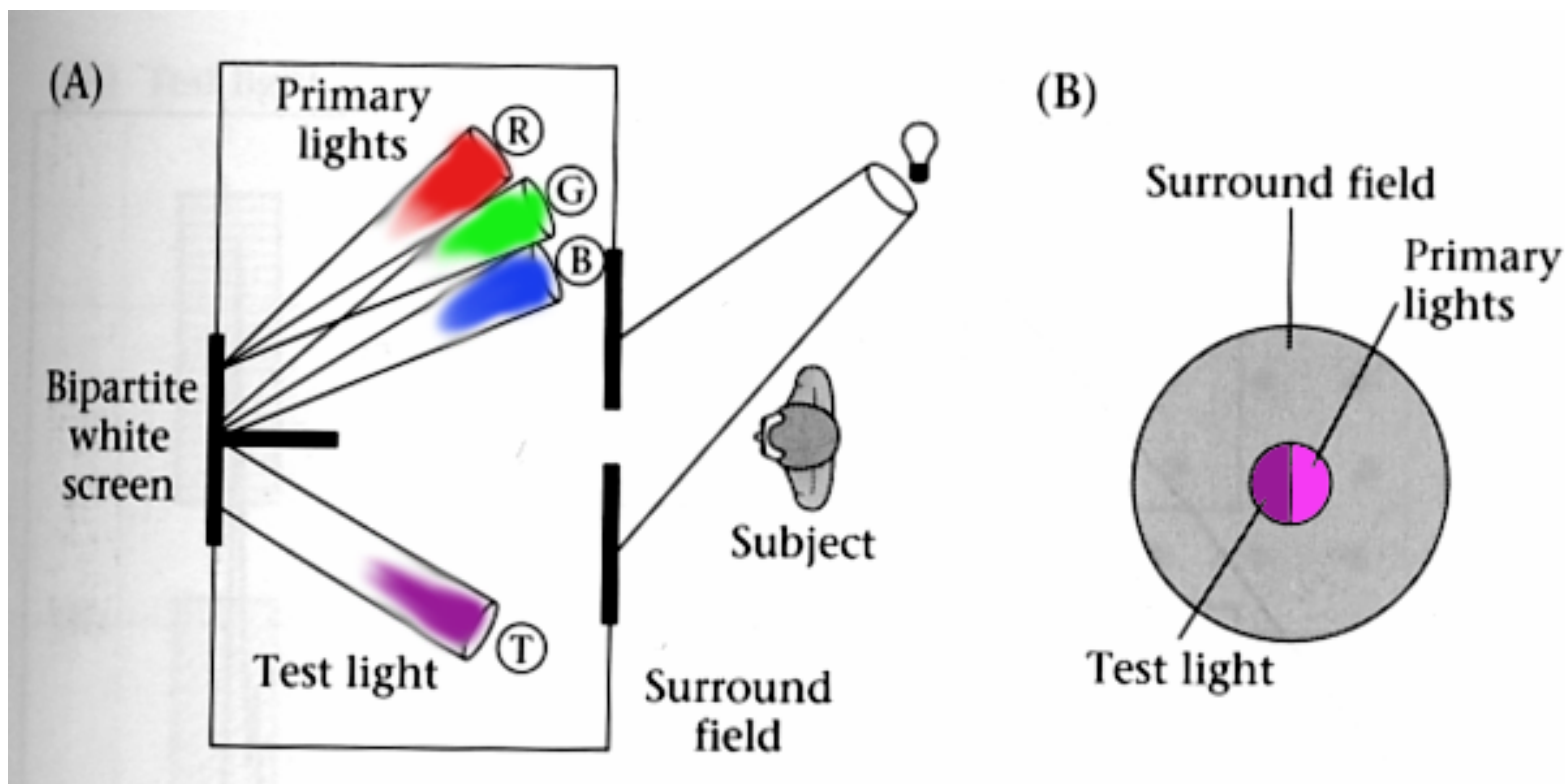 (A)
Primary
lights
R
G
B
Bipartite
white
screen
Test light
T
Subject
Surround
field
(B)
Surround field
Primary
lights
Test light